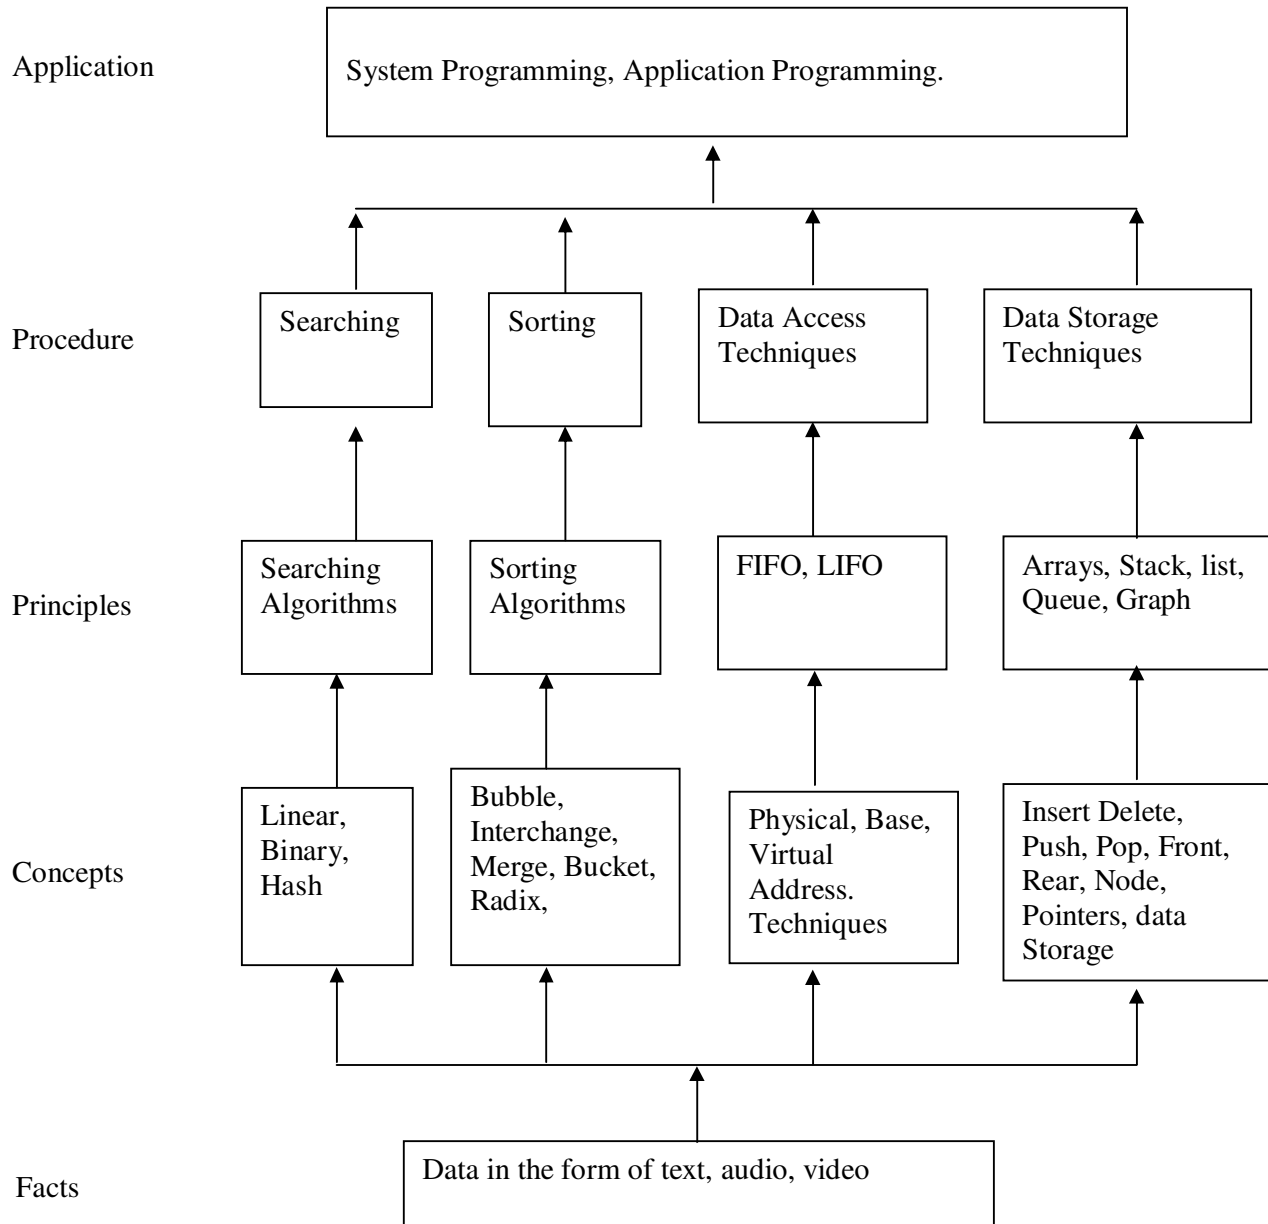 Application
System Programming, Application Programming.
Procedure
Searching
Sorting
Data Access
Techniques
Data Storage
Techniques
Principles
Searching
Algorithms
Sorting
Algorithms
FIFO, LIFO
Arrays, Stack, list,
Queue, Graph
Concepts
Linear,
Binary,
Hash
Bubble,
Interchange,
Merge, Bucket,
Radix,
Physical, Base,
Virtual
Address.
Techniques
Insert Delete,
Push, Pop, Front,
Rear, Node,
Pointers, data
Storage
Facts
Data in the form of text, audio, video